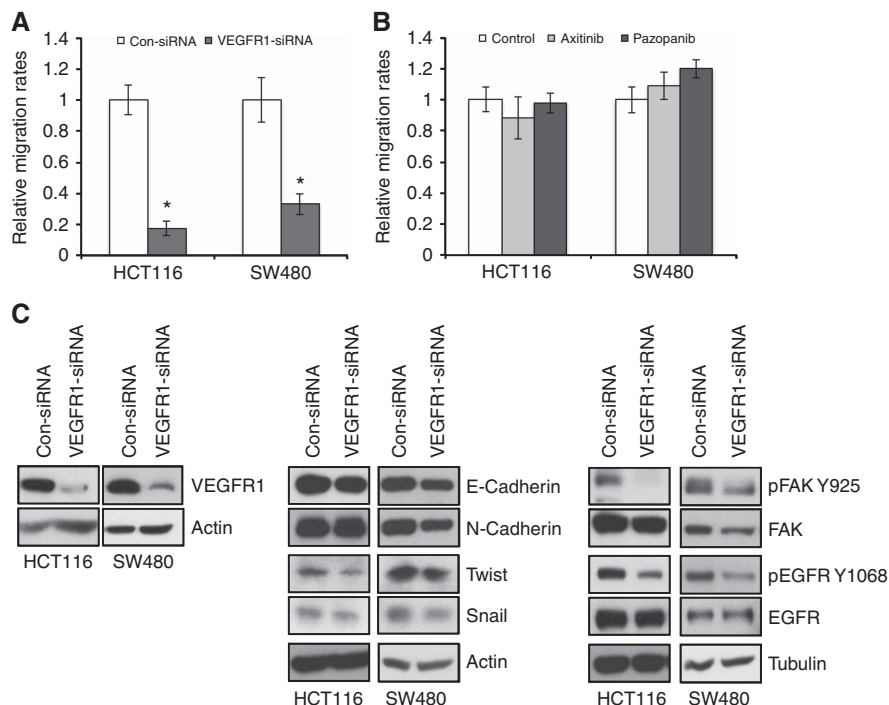 A
Relative migration rates
1.4
1.2
1
0.8
0.6
0.4
0.2
0
Con-siRNA VEGFR1-siRNA
*
*
HCT116 SW480
B
Relative migration rates
1.4
1.2
1
0.8
0.6
0.4
0.2
0
Control Axitinib Pazopanib
HCT116 SW480
C
Con-siRNA
VEGFR1-siRNA
Con-siRNA
VEGFR1-siRNA
VEGFR1
Actin
HCT116 SW480
Con-siRNA
VEGFR1-siRNA
Con-siRNA
VEGFR1-siRNA
E-Cadherin
N-Cadherin
Twist
Snail
Actin
HCT116 SW480
Con-siRNA
VEGFR1-siRNA
Con-siRNA
VEGFR1-siRNA
pFAK Y925
FAK
pEGFR Y1068
EGFR
Tubulin
HCT116 SW480